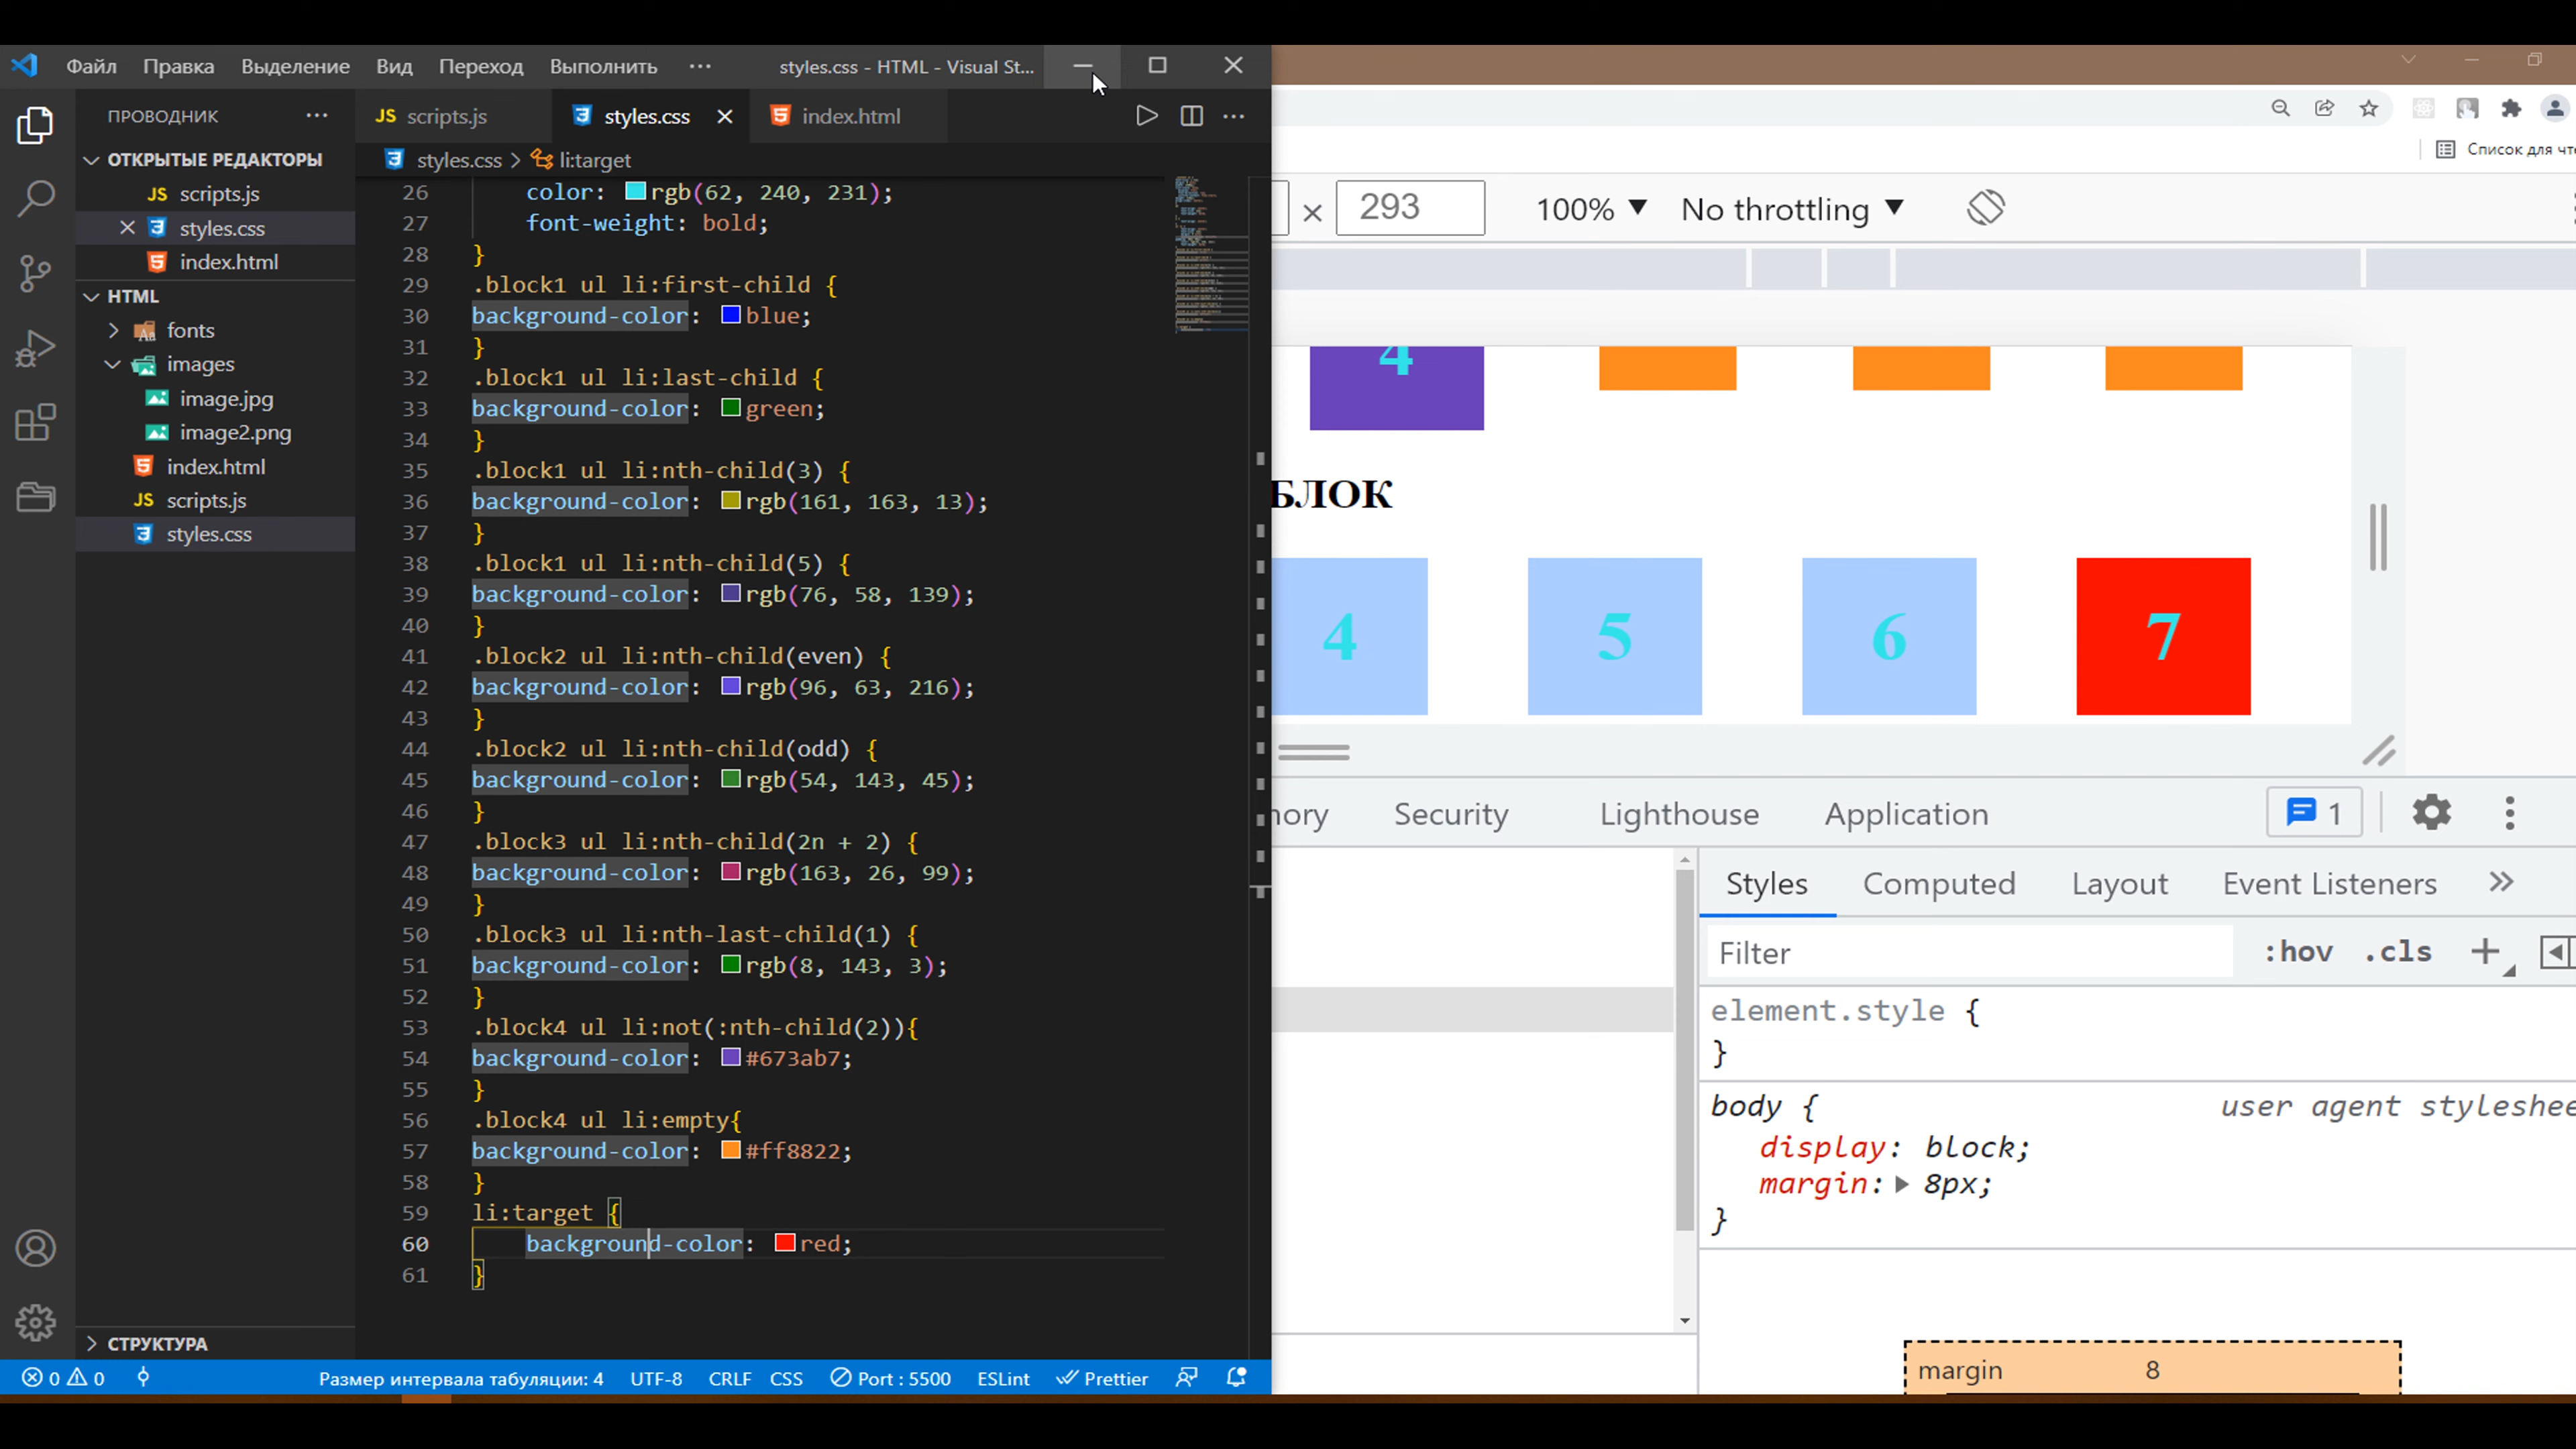 Файл Правка Выделение Вид Переход Выполнить ··· styles.css - HTML - Visual St...
ПРОВОДНИК ···
ОТКРЫТЫЕ РЕДАКТОРЫ
JS scripts.js
styles.css
index.html
HTML
fonts
images
image.jpg
image2.png
index.html
JS scripts.js
styles.css
СТРУКТУРА
JS scripts.js styles.css index.html
styles.css > li:target
26 color: rgb(62, 240, 231);
27 font-weight: bold;
28 }
29 .block1 ul li:first-child {
30 background-color: blue;
31 }
32 .block1 ul li:last-child {
33 background-color: green;
34 }
35 .block1 ul li:nth-child(3) {
36 background-color: rgb(161, 163, 13);
37 }
38 .block1 ul li:nth-child(5) {
39 background-color: rgb(76, 58, 139);
40 }
41 .block2 ul li:nth-child(even) {
42 background-color: rgb(96, 63, 216);
43 }
44 .block2 ul li:nth-child(odd) {
45 background-color: rgb(54, 143, 45);
46 }
47 .block3 ul li:nth-child(2n + 2) {
48 background-color: rgb(163, 26, 99);
49 }
50 .block3 ul li:nth-last-child(1) {
51 background-color: rgb(8, 143, 3);
52 }
53 .block4 ul li:not(:nth-child(2)){
54 background-color: #673ab7;
55 }
56 .block4 ul li:empty{
57 background-color: #ff8822;
58 }
59 li:target {
60 background-color: red;
61 }
0 0 Размер интервала табуляции: 4 UTF-8 CRLF CSS Port : 5500 ESLint Prettier
Список для
× 293 100% ▼ No throttling ▼
4
БЛОК
4 5 6 7
Security Lighthouse Application 1
Styles Computed Layout Event Listeners »
Filter :hov .cls +
element.style {
}
body { user agent
display: block;
margin: ▶ 8px;
}
margin 8